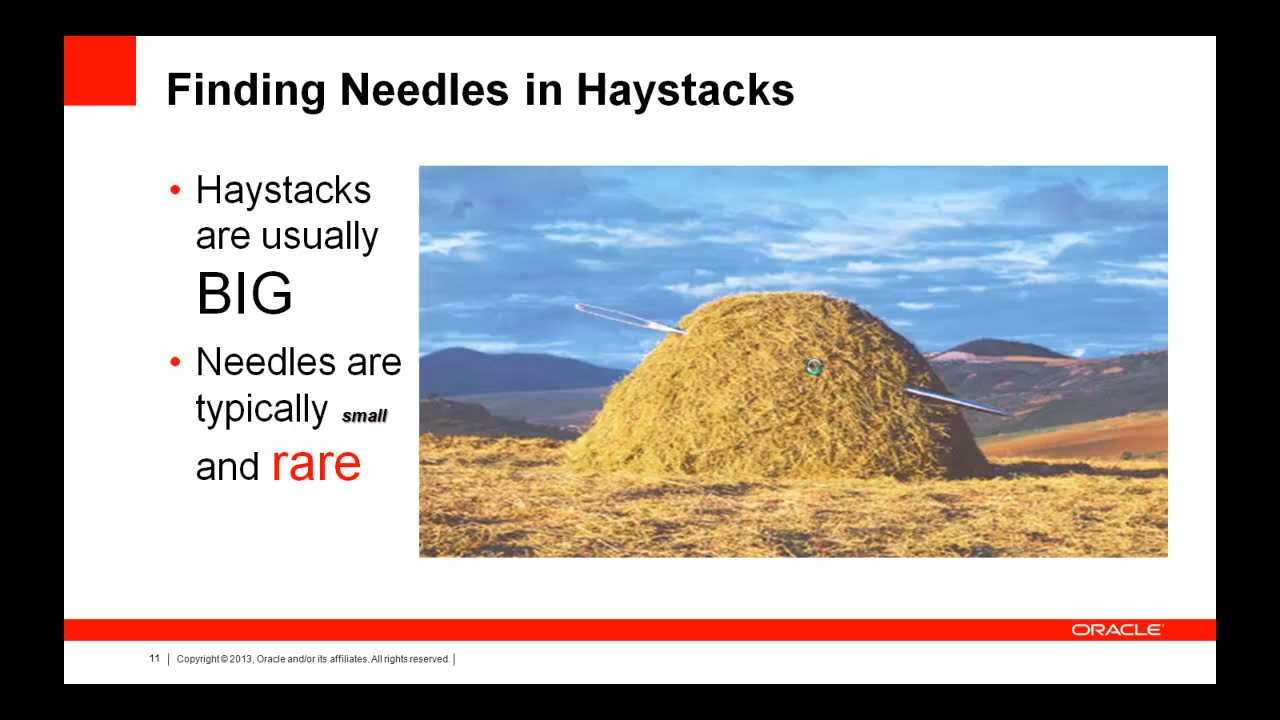 Finding Needles in Haystacks
• Haystacks
are usually
BIG
• Needles are
typically small
and rare
ORACLE
11 | Copyright © 2013, Oracle and/or its affiliates. All rights reserved. |